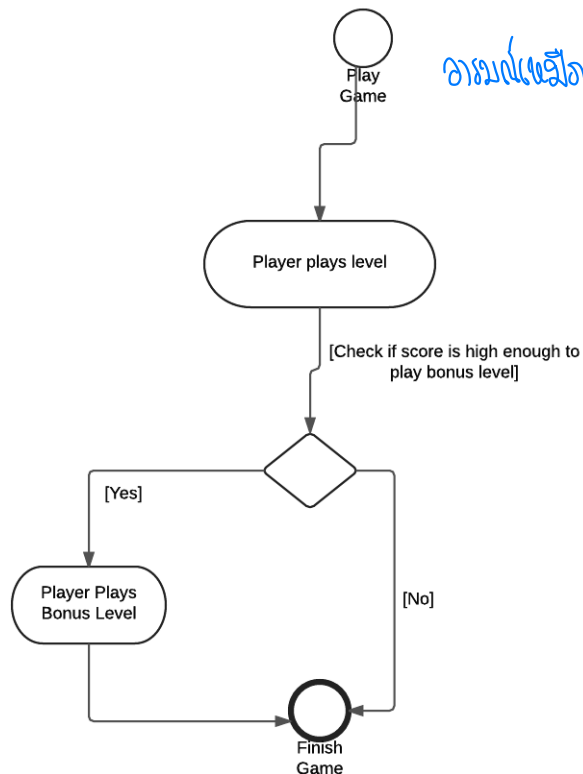 Play
Game
อารมณ์เหมือ
Player plays level
[Check if score is high enough to
play bonus level]
[Yes]
Player Plays
Bonus Level
[No]
Finish
Game